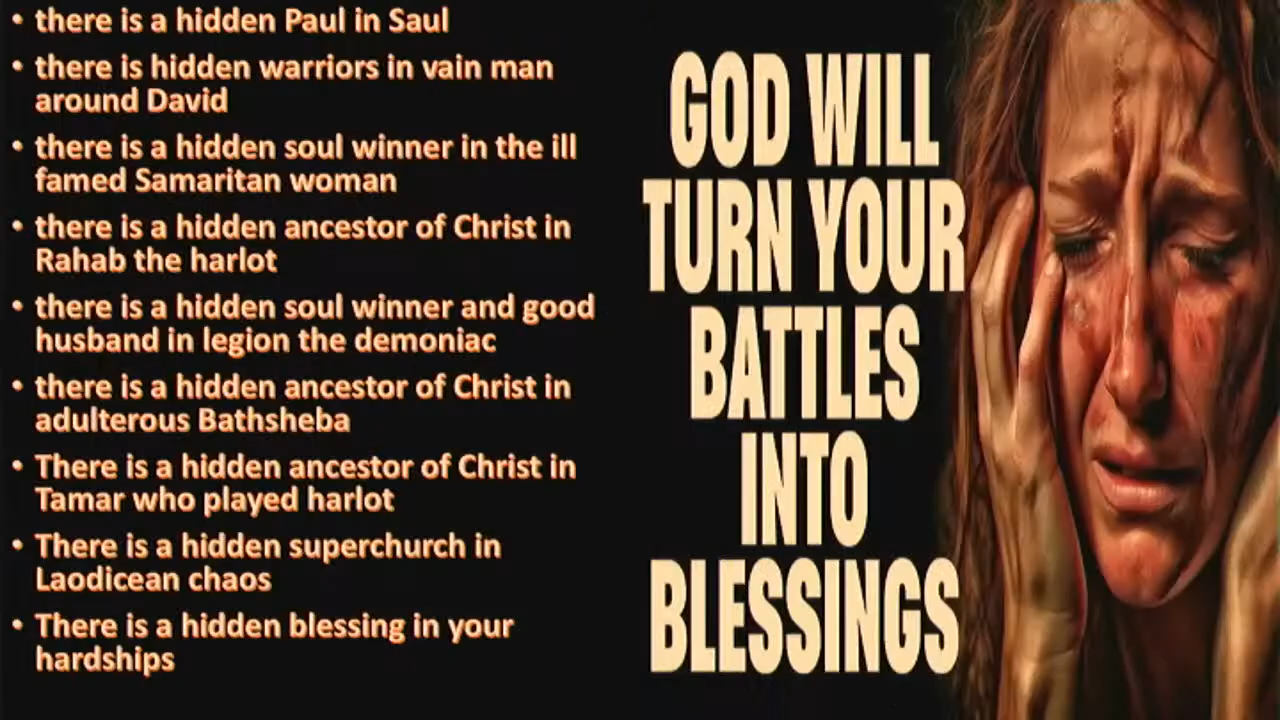 • there is a hidden Paul in Saul
• there is hidden warriors in vain man
around David
• there is a hidden soul winner in the ill
famed Samaritan woman
• there is a hidden ancestor of Christ in
Rahab the harlot
• there is a hidden soul winner and good
husband in legion the demoniac
• there is a hidden ancestor of Christ in
adulterous Bathsheba
• There is a hidden ancestor of Christ in
Tamar who played harlot
• There is a hidden superchurch in
Laodicean chaos
• There is a hidden blessing in your
hardships
GOD WILL
TURN YOUR
BATTLES
INTO
BLESSINGS